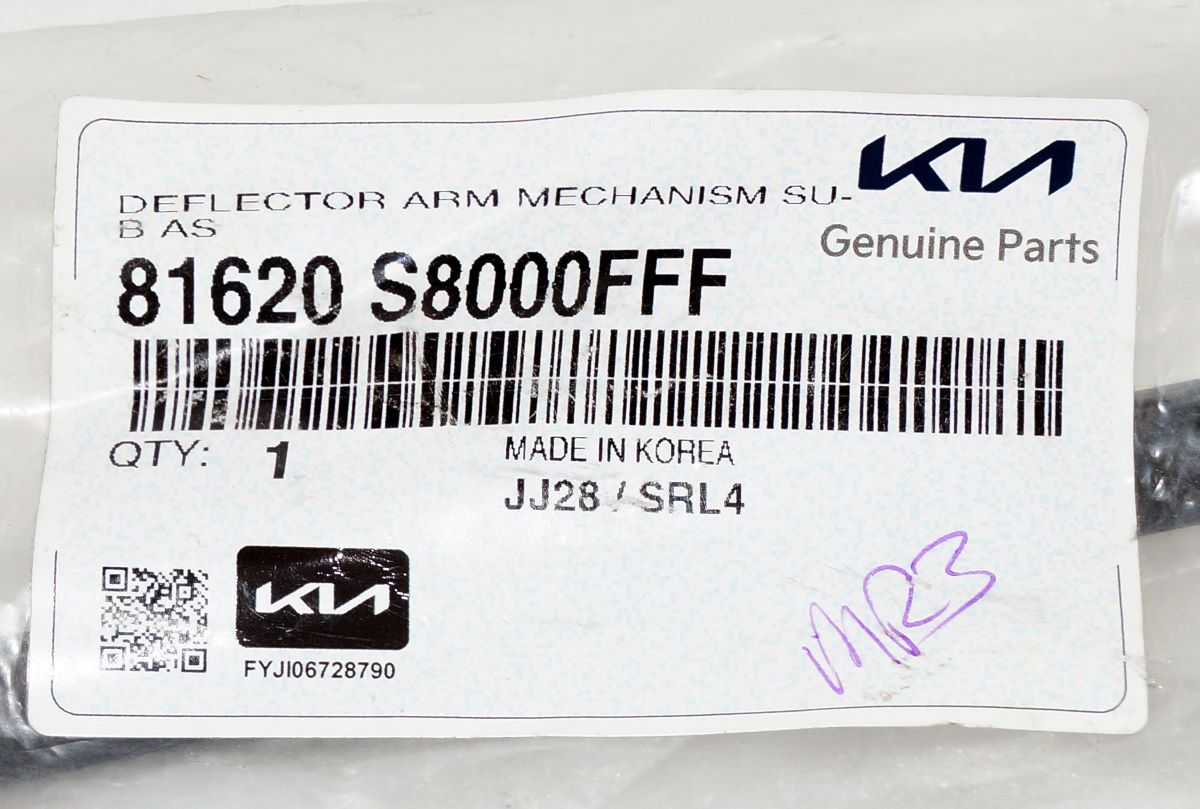 KIA
Genuine Parts
DEFLECTOR ARM MECHANISM SU-
B AS
81620 S8000FFF
QTY: 1
MADE IN KOREA
JJ28 / SRL4
KIA
FYJI06728790